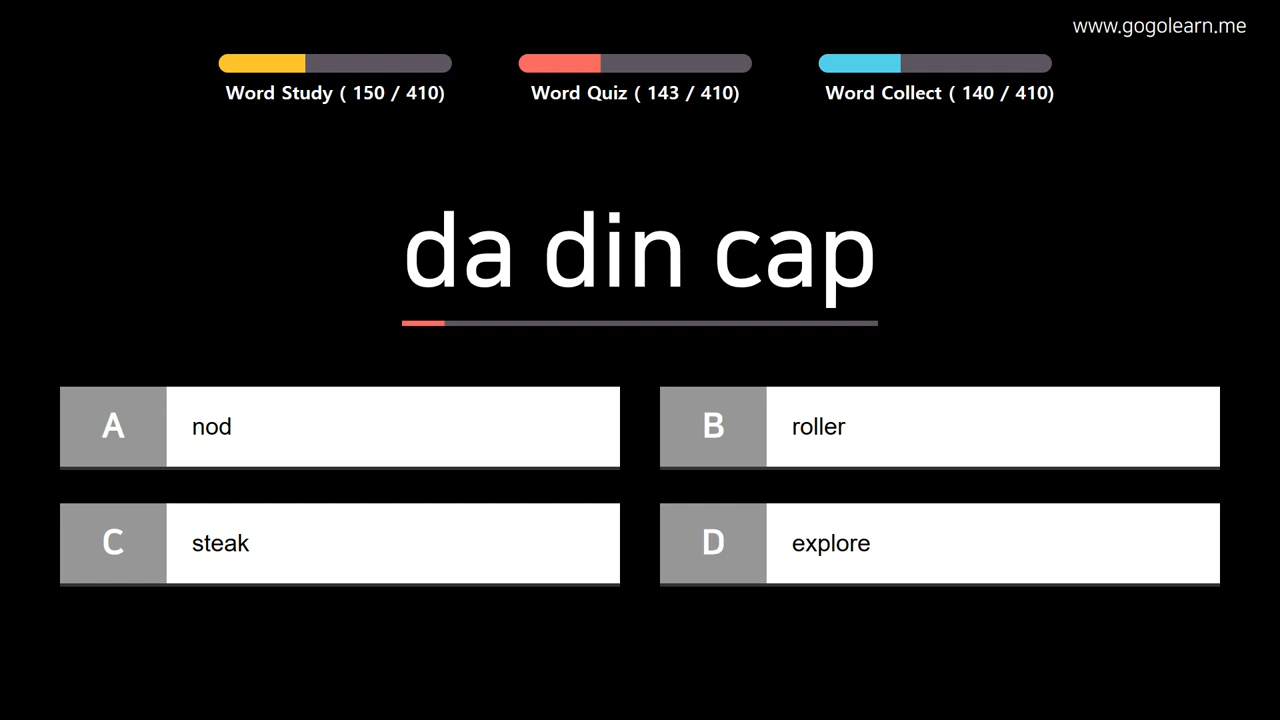 www.gogolearn.me
Word Study ( 150 / 410)
Word Quiz ( 143 / 410)
Word Collect ( 140 / 410)
da din cap
A
nod
B
roller
C
steak
D
explore